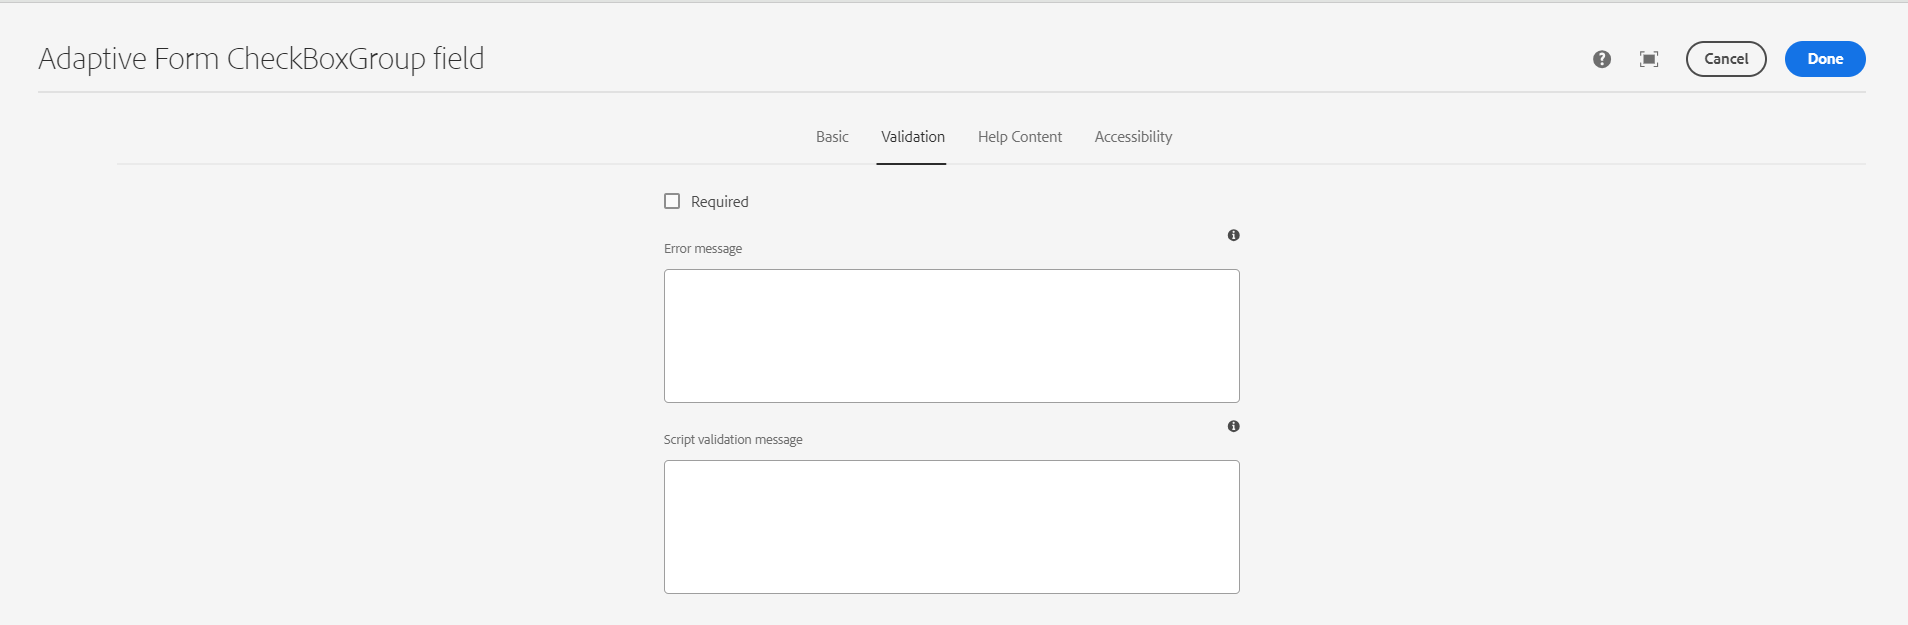 Adaptive Form CheckBoxGroup field
Cancel
Done
Basic
Validation
Help Content
Accessibility
Required
Error message
Script validation message